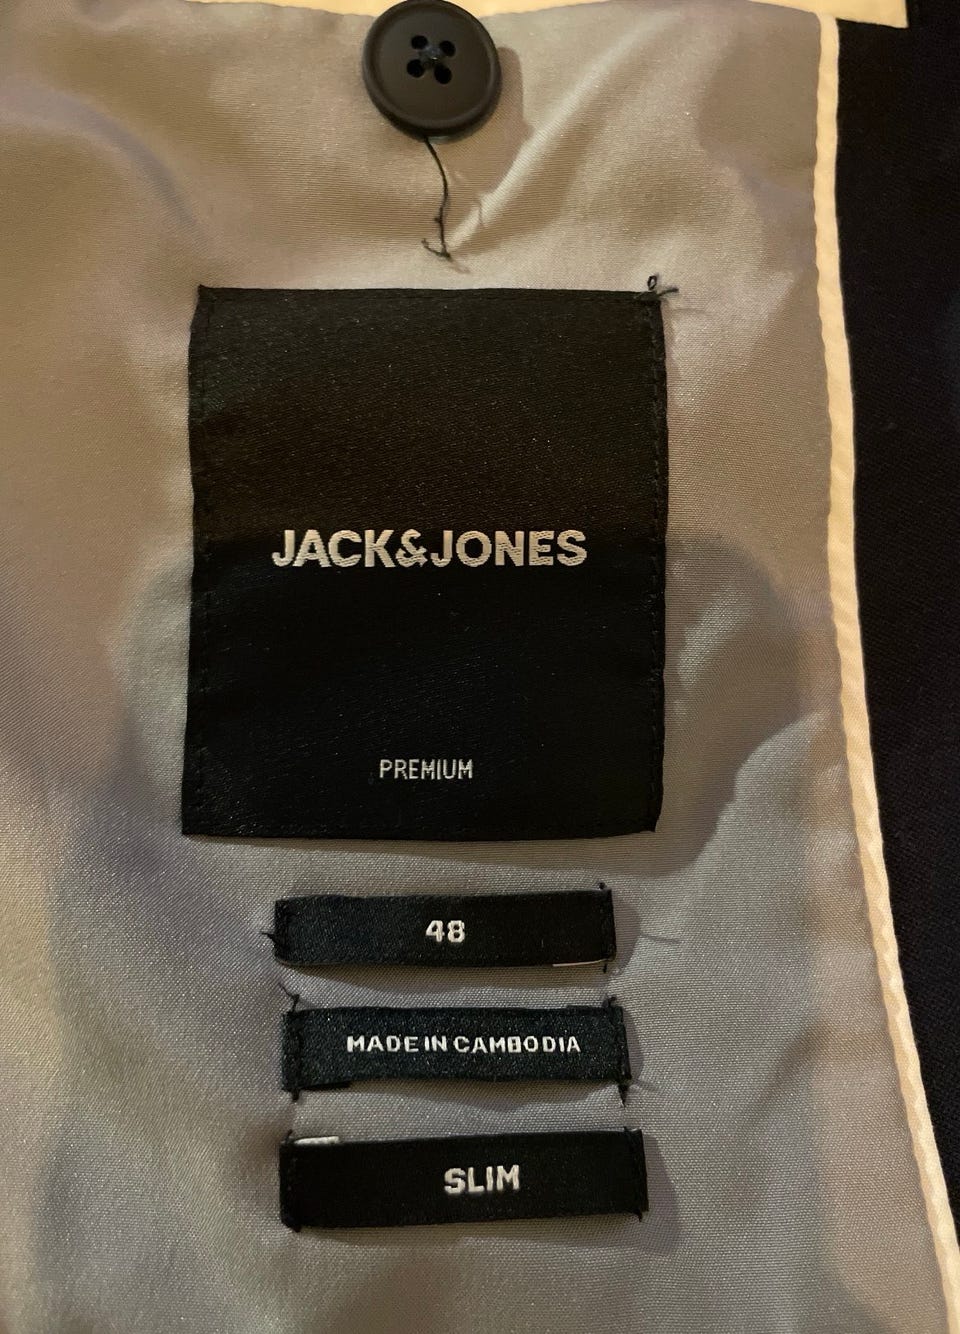 JACK&JONES
PREMIUM
48
MADE IN CAMBODIA
SLIM